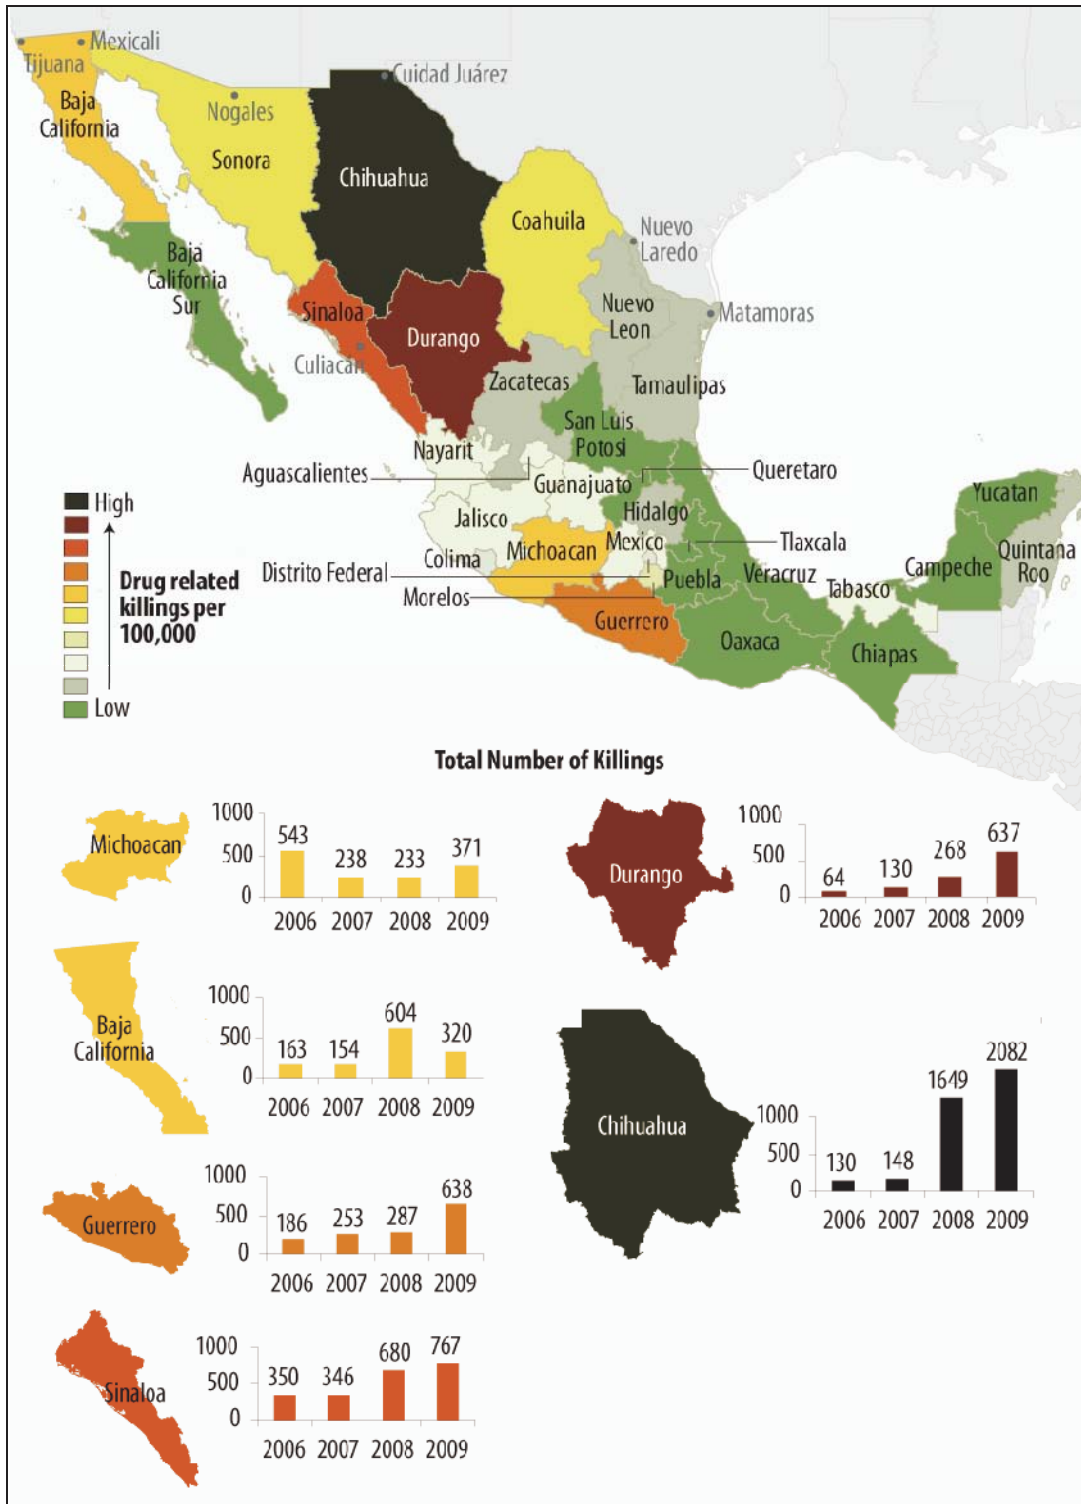 Mexicali
Tijuana
Cuidad Juárez
Baja
California
Nogales
Sonora
Chihuahua
Coahuila
Nuevo
Laredo
Baja
California
Sur
Sinaloa
Nuevo
Leon
Matamoras
Durango
Culiacán
Zacatecas
Tamaulipas
San Luis
Potosi
Nayarit
Aguascalientes
Guanajuato
Queretaro
Yucatan
High
Jalisco
Hidalgo
Mexico
Tlaxcala
Quintana
Roo
Colima
Michoacan
Campeche
Distrito Federal
Puebla
Veracruz
Tabasco
Morelos
Drug related
killings per
100,000
Guerrero
Oaxaca
Chiapas
Low
Total Number of Killings
Michoacan
1000
500
0
543
238
233
371
2006 2007 2008 2009
Durango
1000
500
0
64
130
268
637
2006 2007 2008 2009
Baja
California
1000
500
0
163
154
604
320
2006 2007 2008 2009
Chihuahua
1000
500
0
130
148
1649
2082
2006 2007 2008 2009
Guerrero
1000
500
0
186
253
287
638
2006 2007 2008 2009
Sinaloa
1000
500
0
350
346
680
767
2006 2007 2008 2009